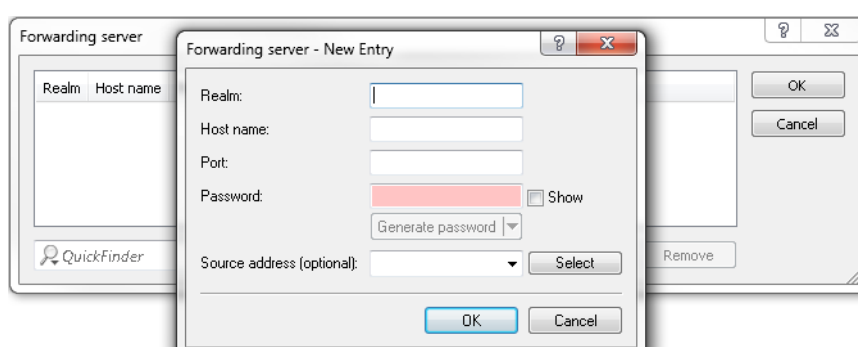 Forwarding server
Realm Host name
QuickFinder
OK
Cancel
Remove
Forwarding server - New Entry
Realm:
Host name:
Port:
Password:
Show
Generate password
Source address (optional):
Select
OK
Cancel